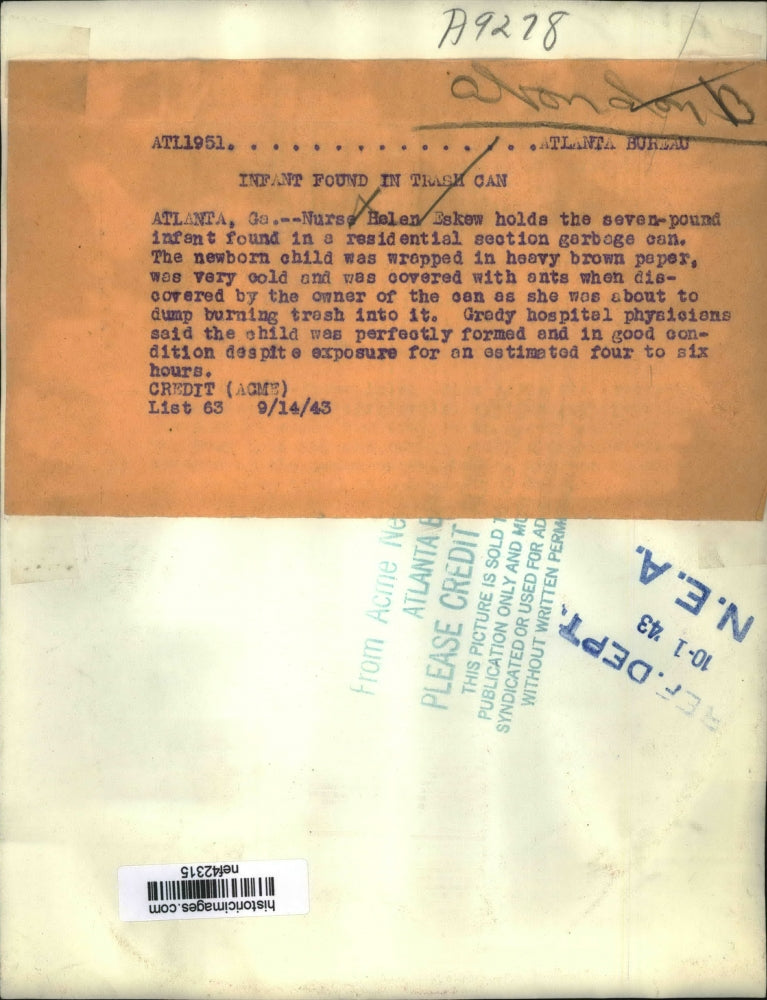 A9278
Abandon B
ATL1951. . . . . . . . . . . . . . . . .ATLANTA BUREAU
INFANT FOUND IN TRASH CAN
ATLANTA, Ga.--Nurse Helen Eskew holds the seven-pound
infant found in a residential section garbage can.
The newborn child was wrapped in heavy brown paper,
was very cold and was covered with ants when dis-
covered by the owner of the can as she was about to
dump burning trash into it. Grady hospital physicians
said the child was perfectly formed and in good con-
dition despite exposure for an estimated four to six
hours.
CREDIT (ACME)
List 63 9/14/43
From Acme Ne
ATLANTA B
PLEASE CREDIT
THIS PICTURE IS SOLD
PUBLICATION ONLY AND MU
SYNDICATED OR USED FOR AD
WITHOUT WRITTEN PERM
N.E.A.
10-1 '43
REF. DEPT.
nef42315
historicimages.com